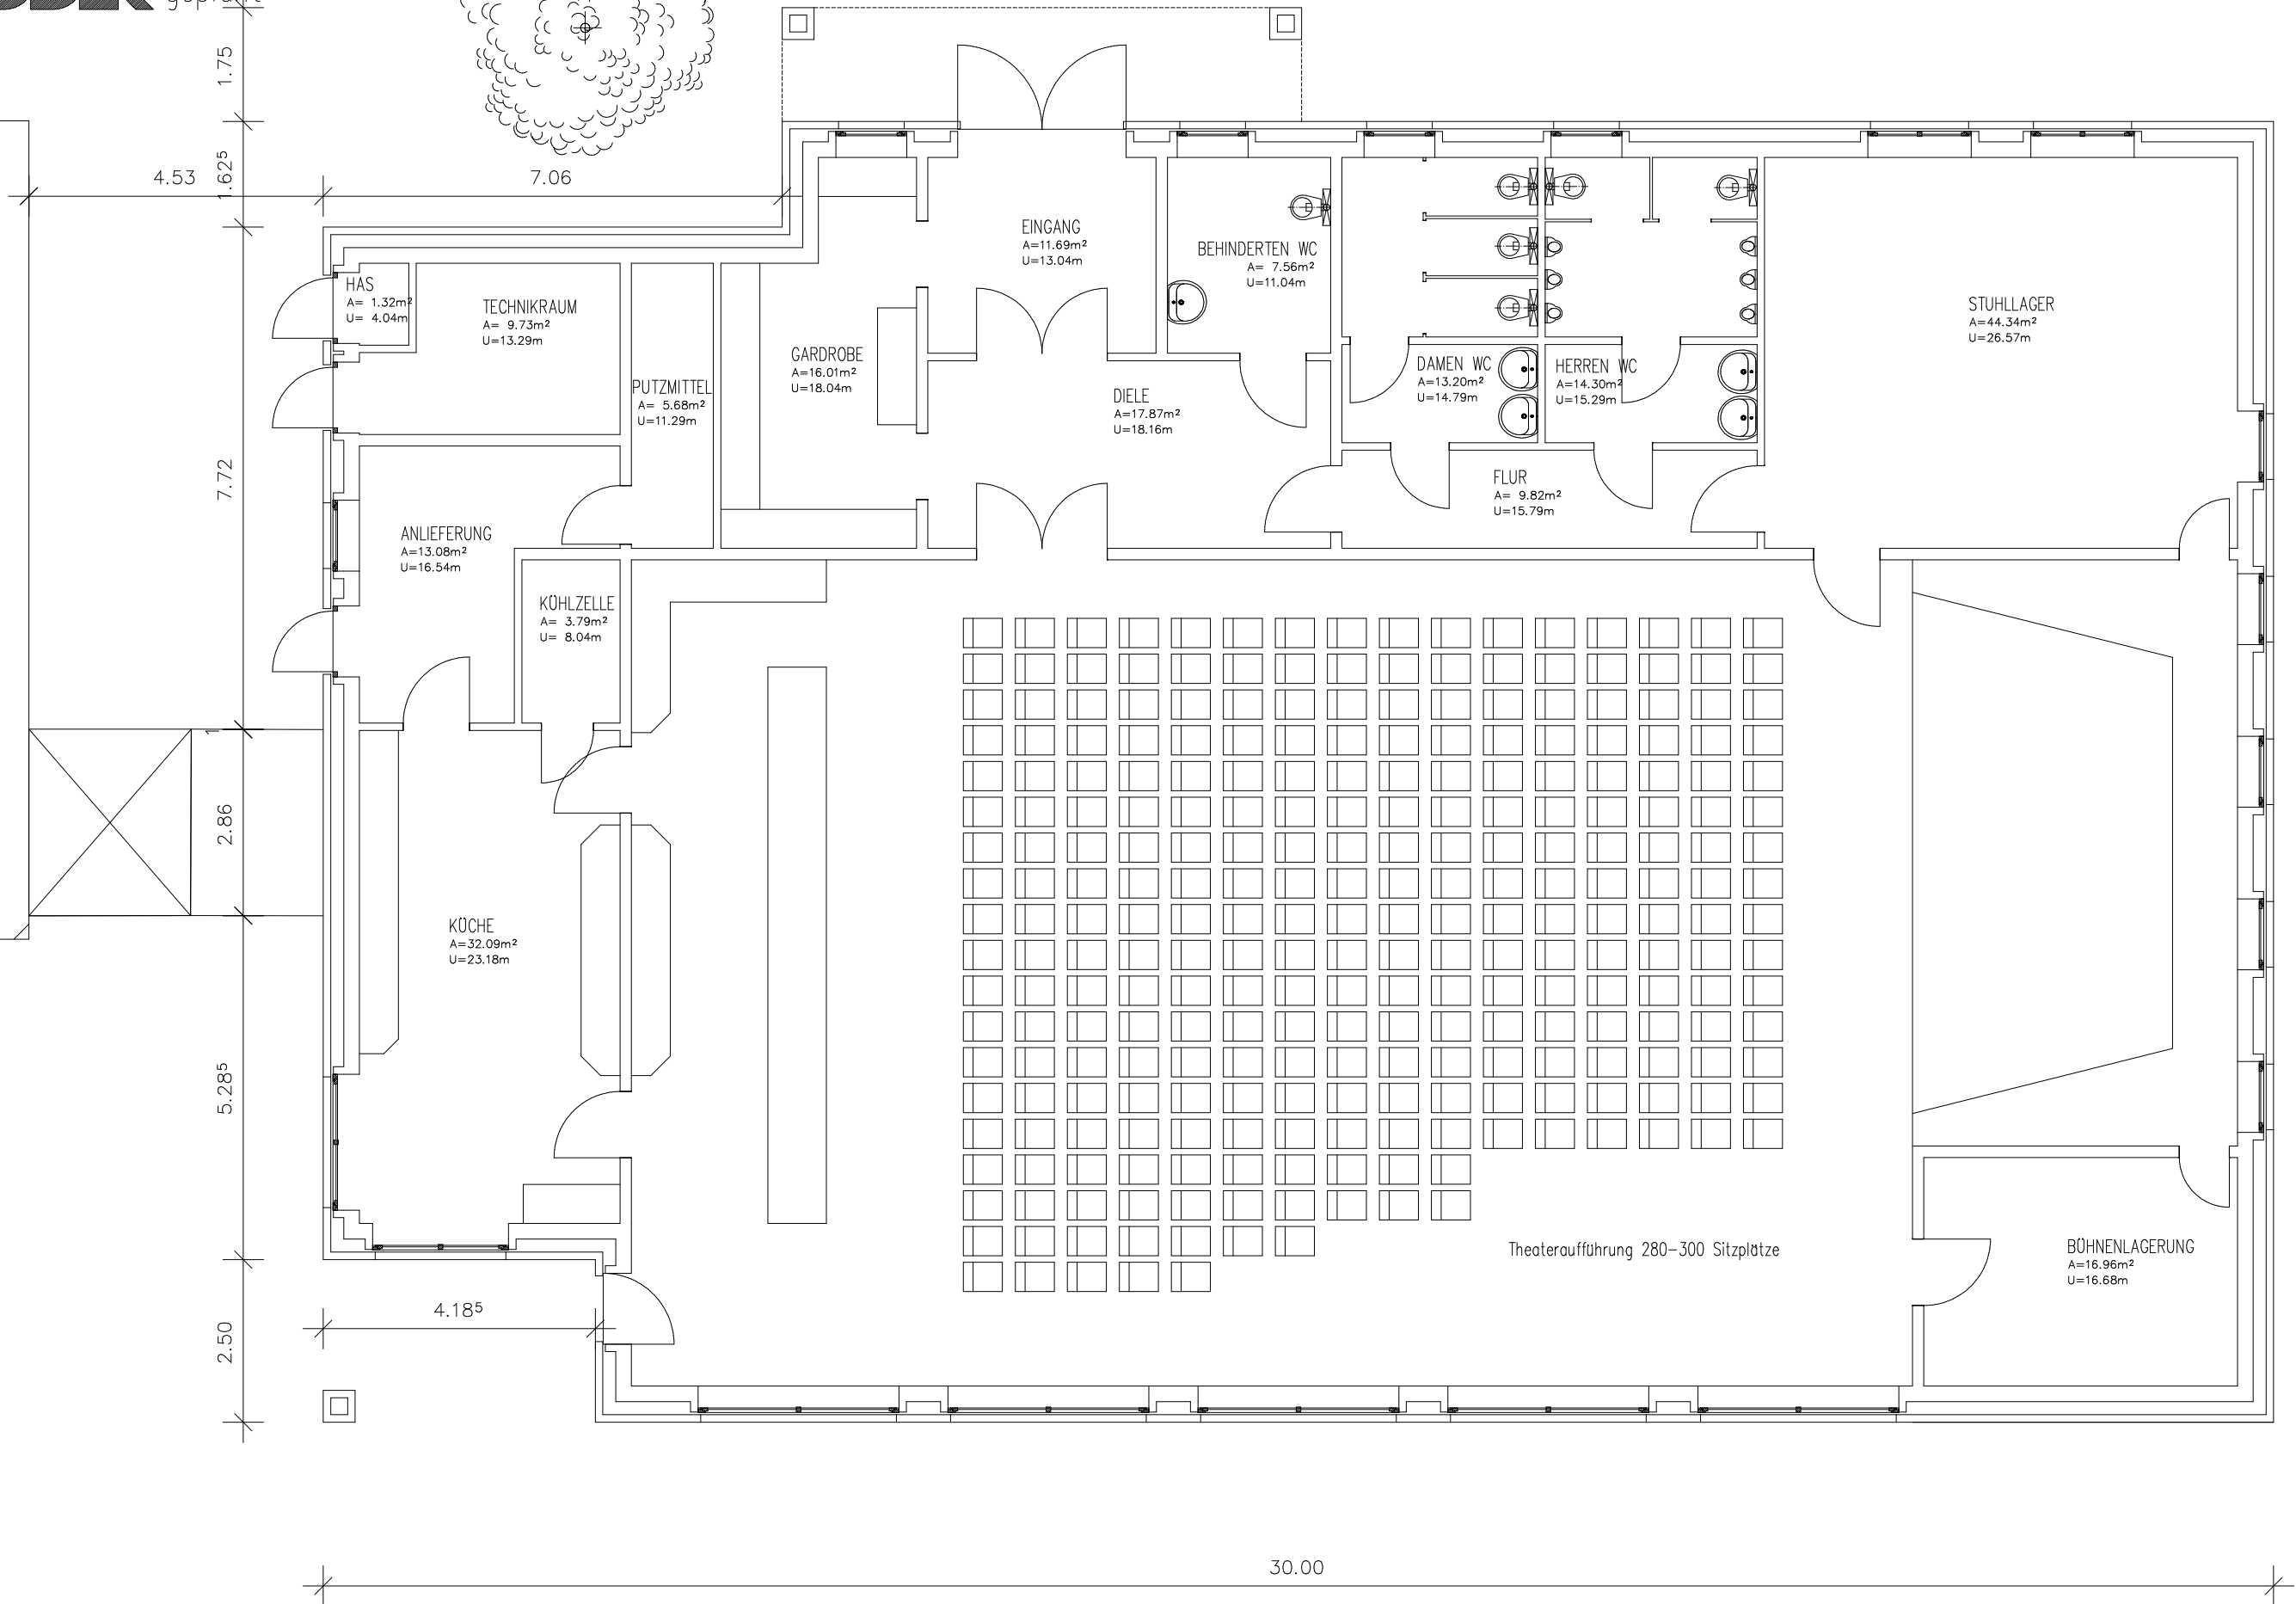 geprüft
1.75
4.53
1.62⁵
7.06
EINGANG
A=11.69m²
U=13.04m
BEHINDERTEN WC
A= 7.56m²
U=11.04m
HAS
A= 1.32m²
U= 4.04m
TECHNIKRAUM
A= 9.73m²
U=13.29m
STUHLLAGER
A=44.34m²
U=26.57m
GARDROBE
A=16.01m²
U=18.04m
PUTZMITTEL
A= 5.68m²
U=11.29m
DIELE
A=17.87m²
U=18.16m
DAMEN WC
A=13.20m²
U=14.79m
HERREN WC
A=14.30m²
U=15.29m
7.72
FLUR
A= 9.82m²
U=15.79m
ANLIEFERUNG
A=13.08m²
U=16.54m
KÜHLZELLE
A= 3.79m²
U= 8.04m
1
2.86
KÜCHE
A=32.09m²
U=23.18m
5.28⁵
Theateraufführung 280-300 Sitzplätze
BÜHNENLAGERUNG
A=16.96m²
U=16.68m
4.18⁵
2.50
30.00